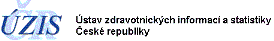 ÚZIS
Ústav zdravotnických informací a statistiky
České republiky